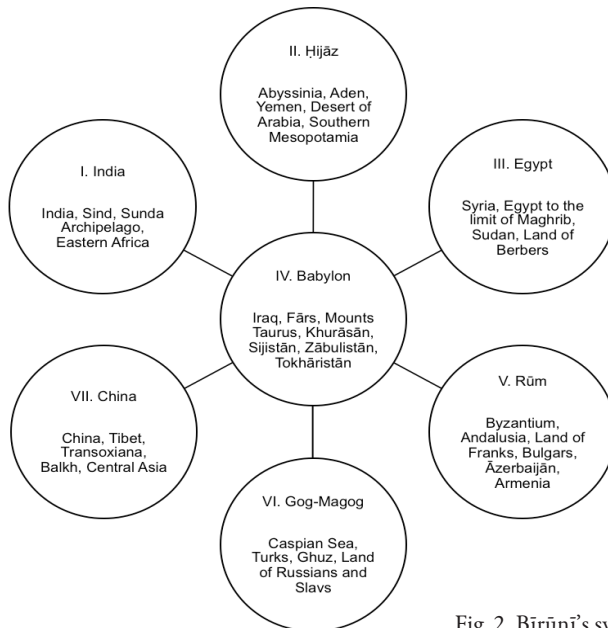 II. Ḥijāz
Abyssinia, Aden,
Yemen, Desert of
Arabia, Southern
Mesopotamia
I. India
India, Sind, Sunda
Archipelago,
Eastern Africa
III. Egypt
Syria, Egypt to the
limit of Maghrib,
Sudan, Land of
Berbers
IV. Babylon
Iraq, Fārs, Mounts
Taurus, Khurāsān,
Sijistān, Zābulistān,
Tokhāristān
VII. China
China, Tibet,
Transoxiana,
Balkh, Central Asia
V. Rūm
Byzantium,
Andalusia, Land of
Franks, Bulgars,
Āzerbaijān,
Armenia
VI. Gog-Magog
Caspian Sea,
Turks, Ghuz, Land
of Russians and
Slavs
Fig. 2. Bīrūnī’s